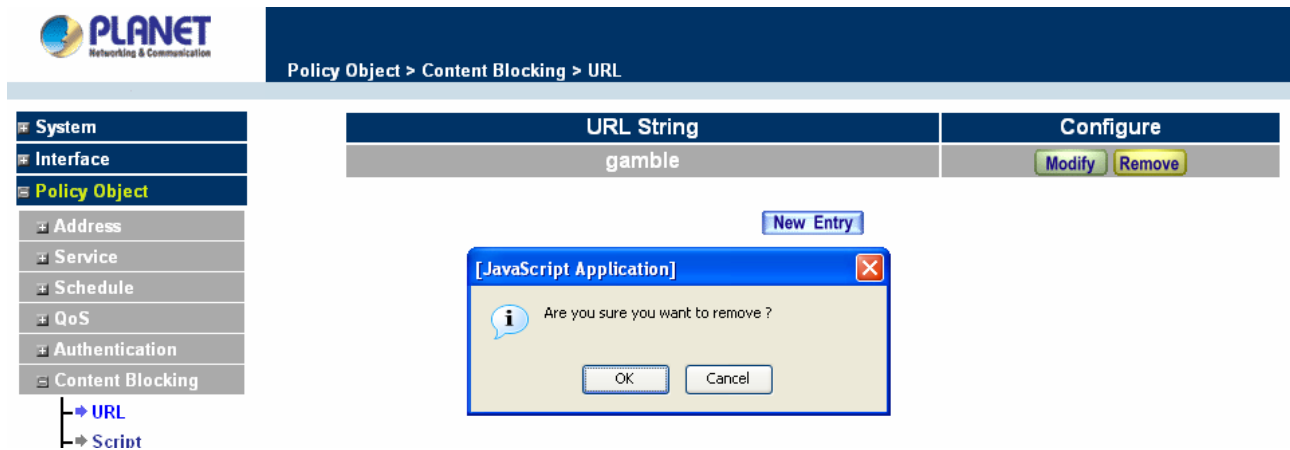 PLANET
Networking & Communication
Policy Object > Content Blocking > URL
System
Interface
Policy Object
Address
Service
Schedule
QoS
Authentication
Content Blocking
URL
Script
URL String Configure
gamble Modify Remove
New Entry
[JavaScript Application]
Are you sure you want to remove ?
OK Cancel